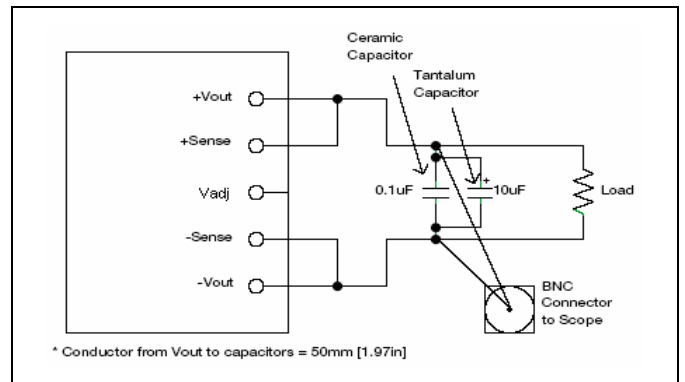 Ceramic
Capacitor
Tantalum
Capacitor
+Vout
+Sense
Vadj
-Sense
-Vout
0.1uF
+
10uF
Load
BNC
Connector
to Scope
* Conductor from Vout to capacitors = 50mm [1.97in]